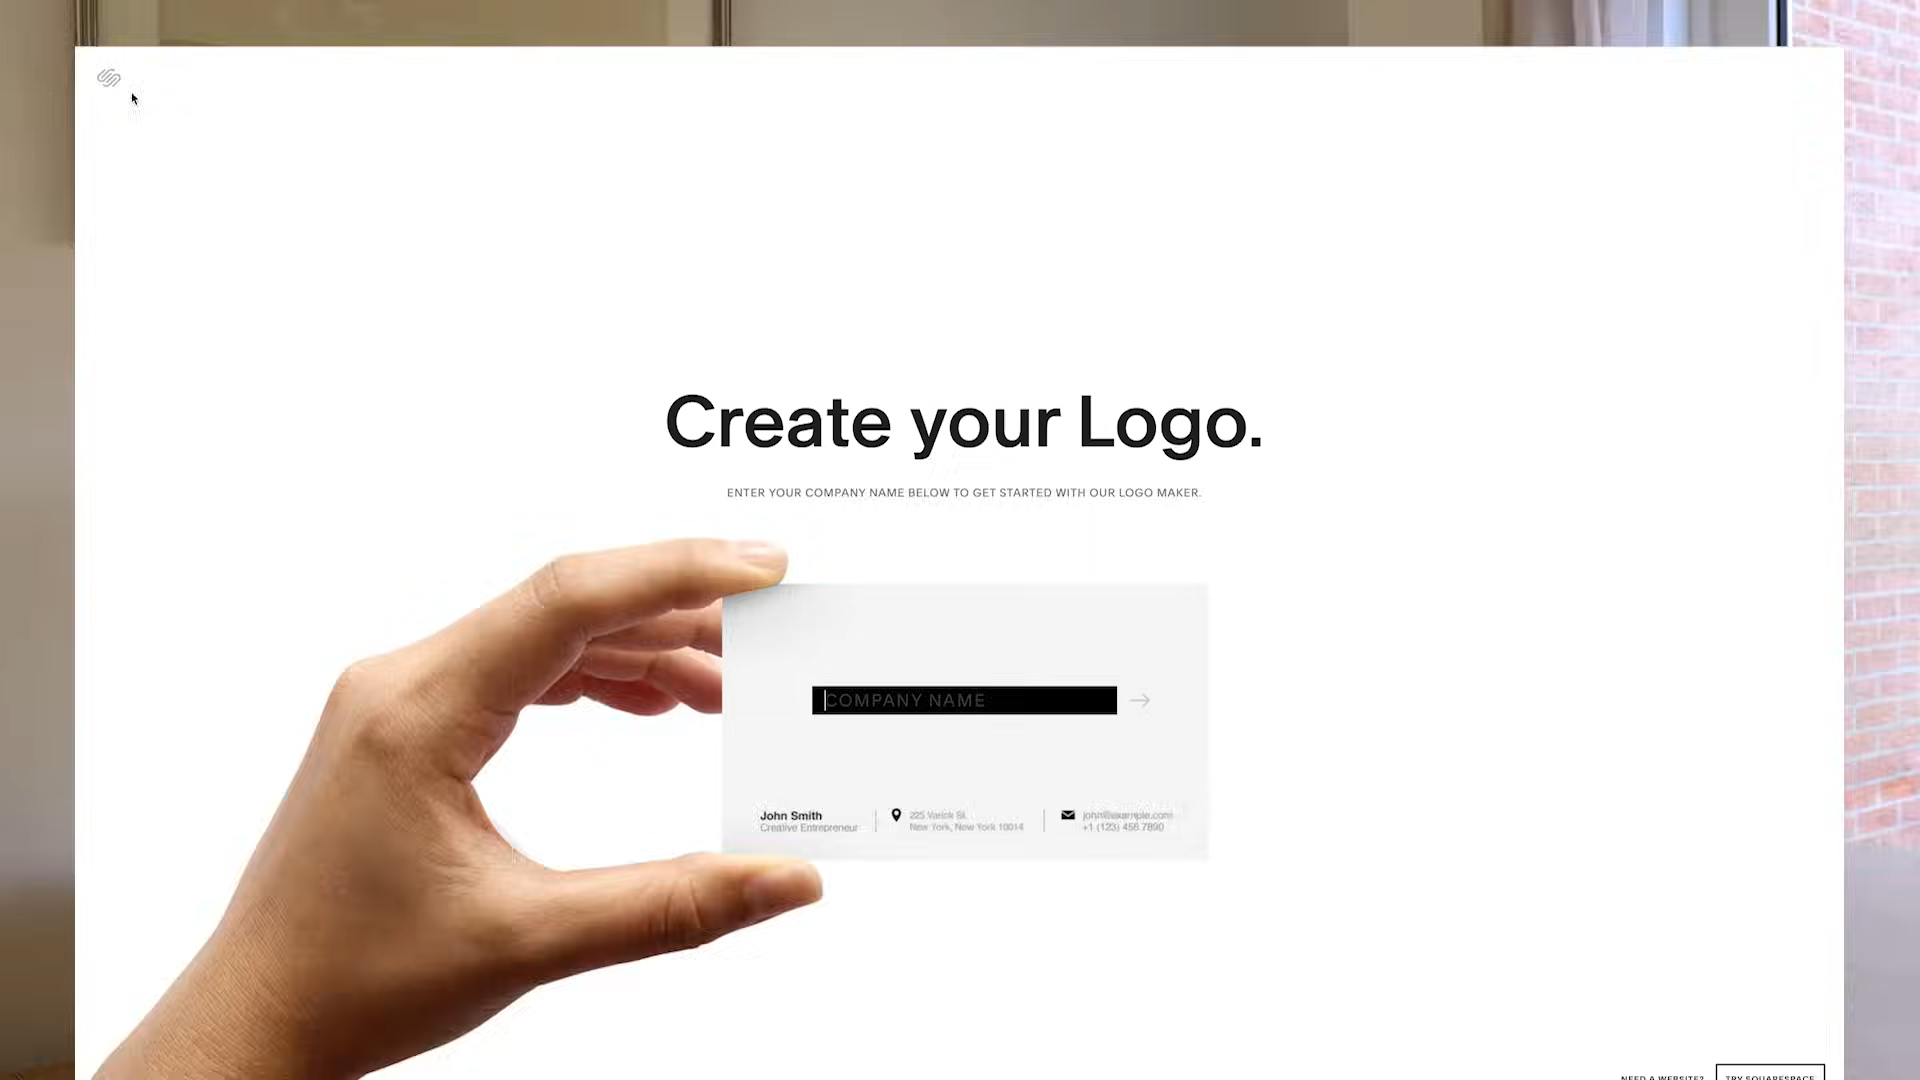 Create your Logo.
ENTER YOUR COMPANY NAME BELOW TO GET STARTED WITH OUR LOGO MAKER.
COMPANY NAME
John Smith
Creative Entrepreneur
225 Varick St.
New York, New York 10014
john@example.com
+1 (123) 456 7890
NEED A WEBSITE?
TRY SQUARESPACE